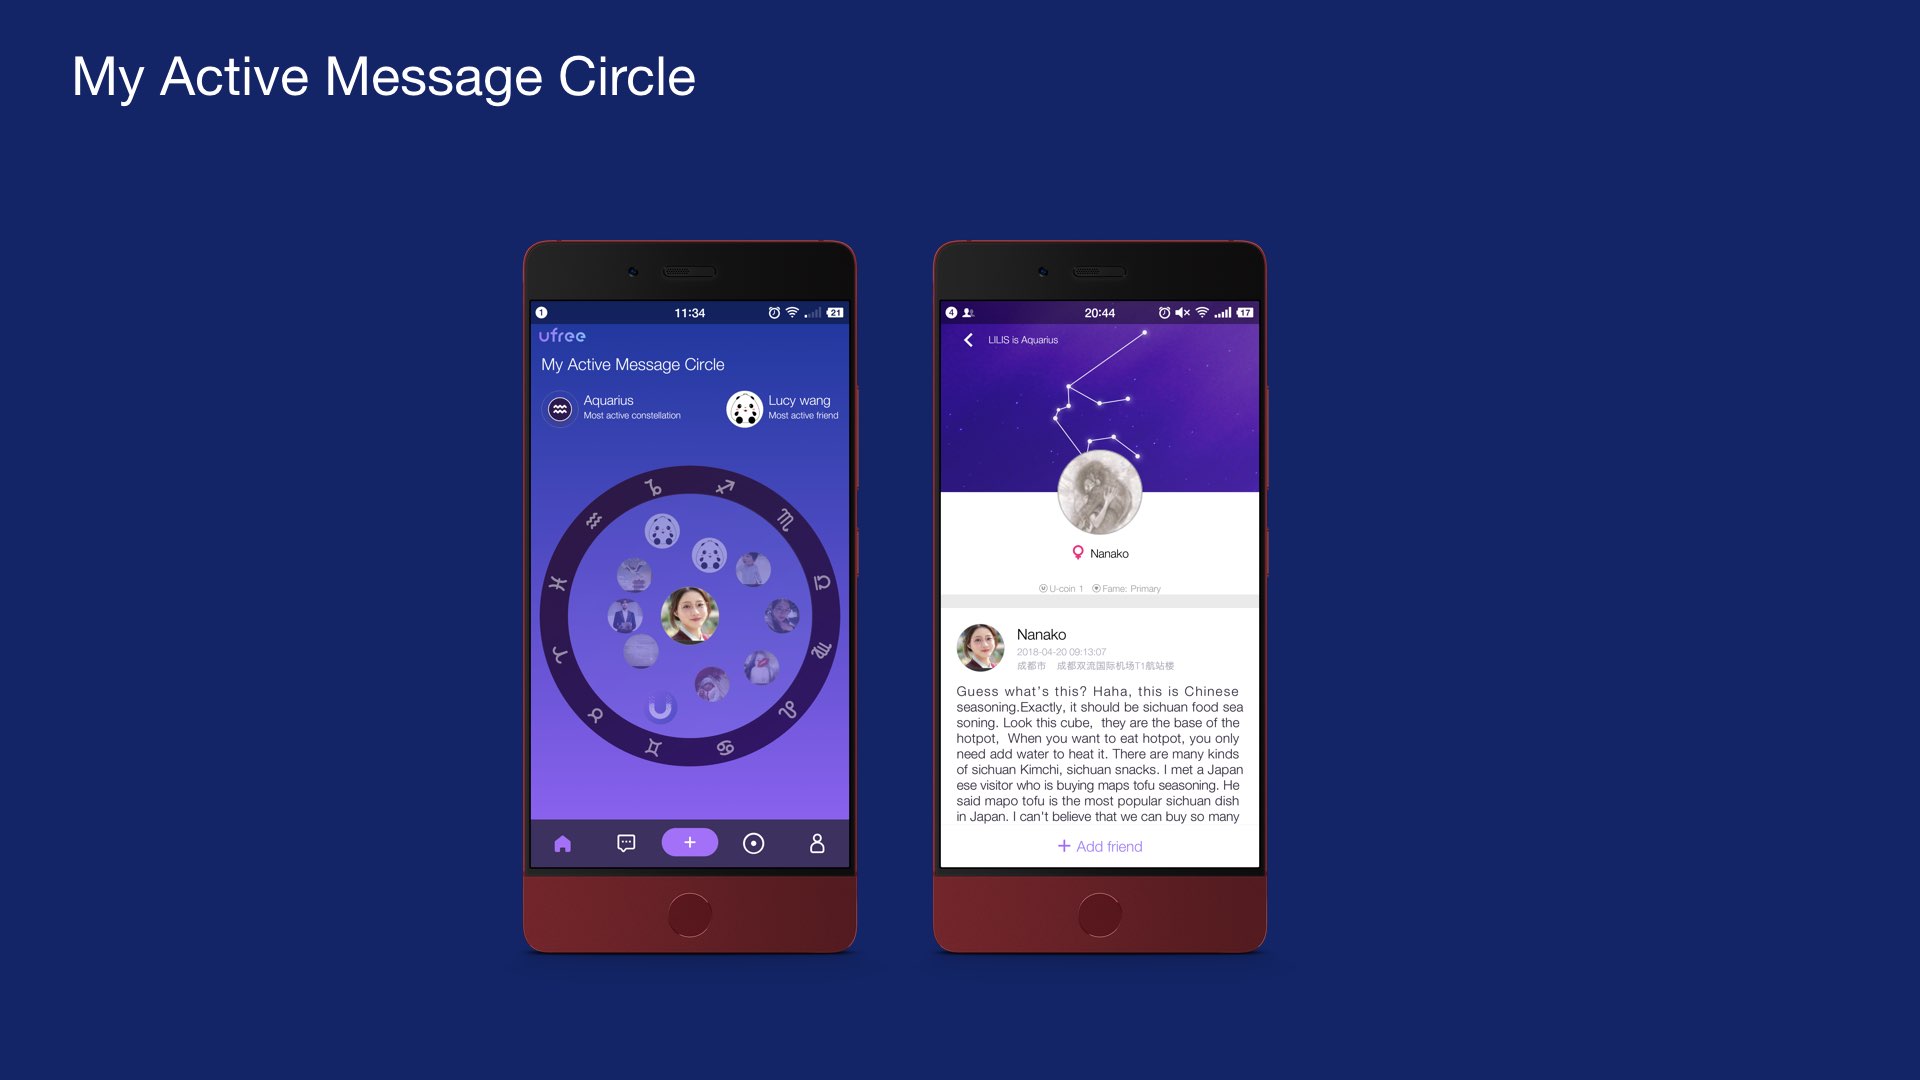 My Active Message Circle
1
11:34
21
ufree
My Active Message Circle
Aquarius
Most active constellation
Lucy wang
Most active friend
4
20:44
17
LILIS is Aquarius
Nanako
U-coin 1
Fame: Primary
Nanako
2018-04-20 09:13:07
成都市 成都双流国际机场T1航站楼
Guess what's this? Haha, this is Chinese
seasoning.Exactly, it should be sichuan food sea
soning. Look this cube, they are the base of the
hotpot, When you want to eat hotpot, you only
need add water to heat it. There are many kinds
of sichuan Kimchi, sichuan snacks. I met a Japan
ese visitor who is buying maps tofu seasoning. He
said mapo tofu is the most popular sichuan dish
in Japan. I can't believe that we can buy so many
+ Add friend